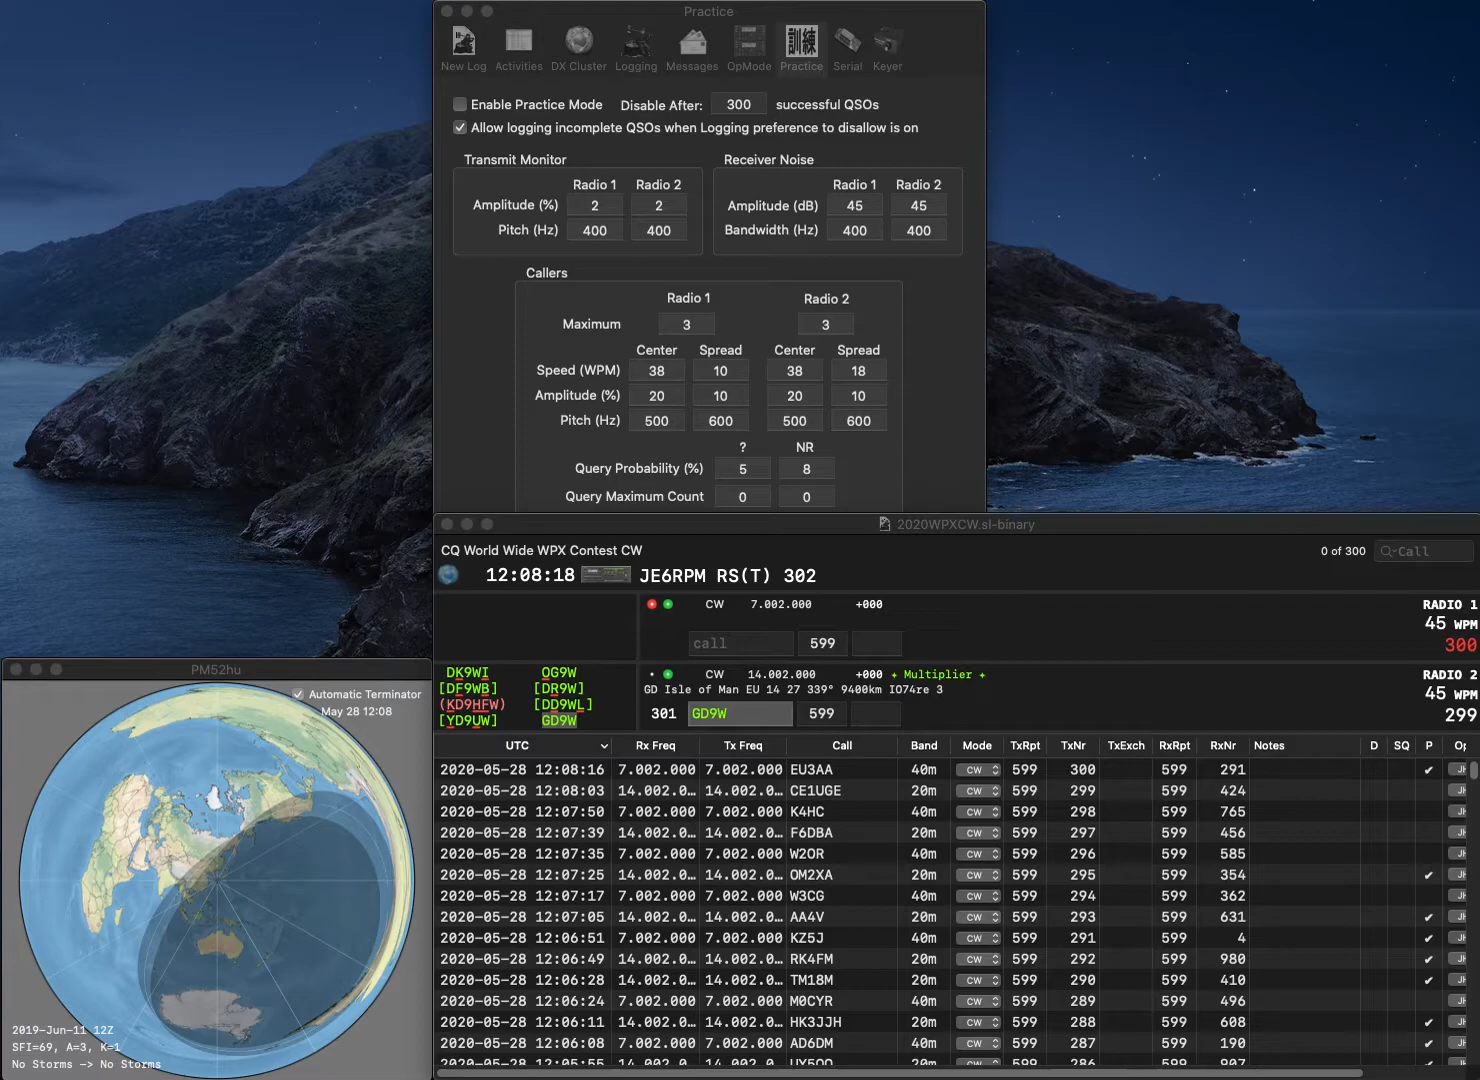 Practice
New Log Activities DX Cluster Logging Messages OpMode 訓練 Practice Serial Keyer
Enable Practice Mode Disable After: 300 successful QSOs
Allow logging incomplete QSOs when Logging preference to disallow is on
Transmit Monitor
Radio 1 Radio 2
Amplitude (%) 2 2
Pitch (Hz) 400 400
Receiver Noise
Radio 1 Radio 2
Amplitude (dB) 45 45
Bandwidth (Hz) 400 400
Callers
Radio 1 Radio 2
Maximum 3 3
Center Spread Center Spread
Speed (WPM) 38 10 38 18
Amplitude (%) 20 10 20 10
Pitch (Hz) 500 600 500 600
? NR
Query Probability (%) 5 8
Query Maximum Count 0 0
2020WPXCW.sl-binary
CQ World Wide WPX Contest CW 0 of 300 Call
12:08:18 JE6RPM RS(T) 302
CW 7.002.000 +000 RADIO 1
45 WPM
call 599 300
DK9WI OG9W
[DF9WB] [DR9W]
(KD9HFW) [DD9WL]
[YD9UW] GD9W
CW 14.002.000 +000 + Multiplier + RADIO 2
GD Isle of Man EU 14 27 339° 9400km IO74re 3 45 WPM
301 GD9W 599 299
UTC Rx Freq Tx Freq Call Band Mode TxRpt TxNr TxExch RxRpt RxNr Notes D SQ P Op
2020-05-28 12:08:16 7.002.000 7.002.000 EU3AA 40m CW 599 300 599 291 ✔ JH
2020-05-28 12:08:03 14.002.0… 14.002.0… CE1UGE 20m CW 599 299 599 424 JH
2020-05-28 12:07:50 7.002.000 7.002.000 K4HC 40m CW 599 298 599 765 JH
2020-05-28 12:07:39 14.002.0… 14.002.0… F6DBA 20m CW 599 297 599 456 JH
2020-05-28 12:07:35 7.002.000 7.002.000 W2OR 40m CW 599 296 599 585 JH
2020-05-28 12:07:25 14.002.0… 14.002.0… OM2XA 20m CW 599 295 599 354 ✔ JH
2020-05-28 12:07:17 7.002.000 7.002.000 W3CG 40m CW 599 294 599 362 JH
2020-05-28 12:07:05 14.002.0… 14.002.0… AA4V 20m CW 599 293 599 631 ✔ JH
2020-05-28 12:06:51 7.002.000 7.002.000 KZ5J 40m CW 599 291 599 4 ✔ JH
2020-05-28 12:06:49 14.002.0… 14.002.0… RK4FM 20m CW 599 292 599 980 ✔ JH
2020-05-28 12:06:28 14.002.0… 14.002.0… TM18M 20m CW 599 290 599 410 ✔ JH
2020-05-28 12:06:24 7.002.000 7.002.000 M0CYR 40m CW 599 289 599 496 JH
2020-05-28 12:06:11 14.002.0… 14.002.0… HK3JJH 20m CW 599 288 599 608 ✔ JH
2020-05-28 12:06:08 7.002.000 7.002.000 AD6DM 40m CW 599 287 599 190 ✔ JH
PM52hu
Automatic Terminator
May 28 12:08
2019-Jun-11 12Z
SFI=69, A=3, K=1
No Storms -> No Storms